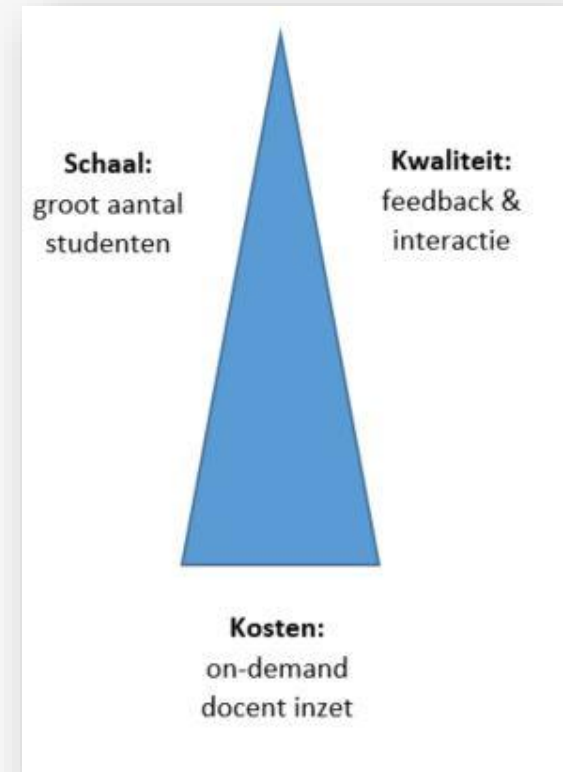 Schaal:
groot aantal
studenten
Kwaliteit:
feedback &
interactie
Kosten:
on-demand
docent inzet